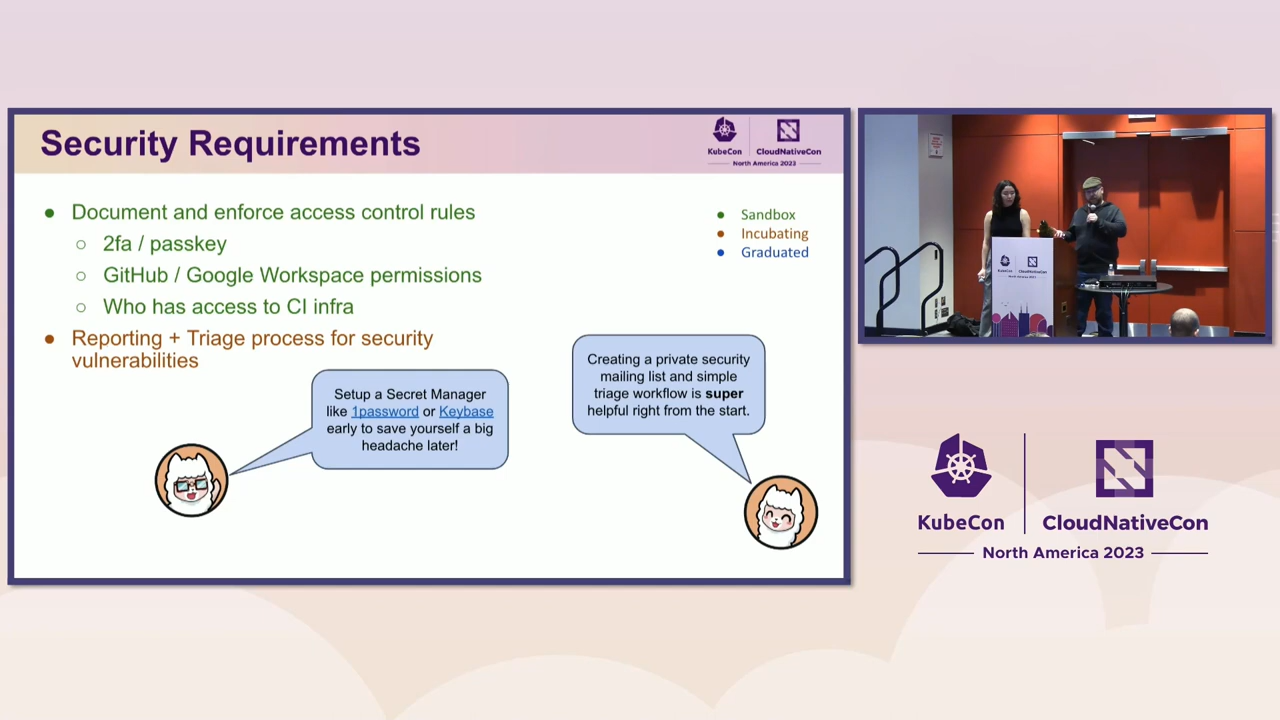 Security Requirements
KubeCon
CloudNativeCon
North America 2023
Document and enforce access control rules
2fa / passkey
GitHub / Google Workspace permissions
Who has access to CI infra
Reporting + Triage process for security
vulnerabilities
Sandbox
Incubating
Graduated
Setup a Secret Manager
like 1password or Keybase
early to save yourself a big
headache later!
Creating a private security
mailing list and simple
triage workflow is super
helpful right from the start.
KubeCon
CloudNativeCon
KubeCon
CloudNativeCon
North America 2023